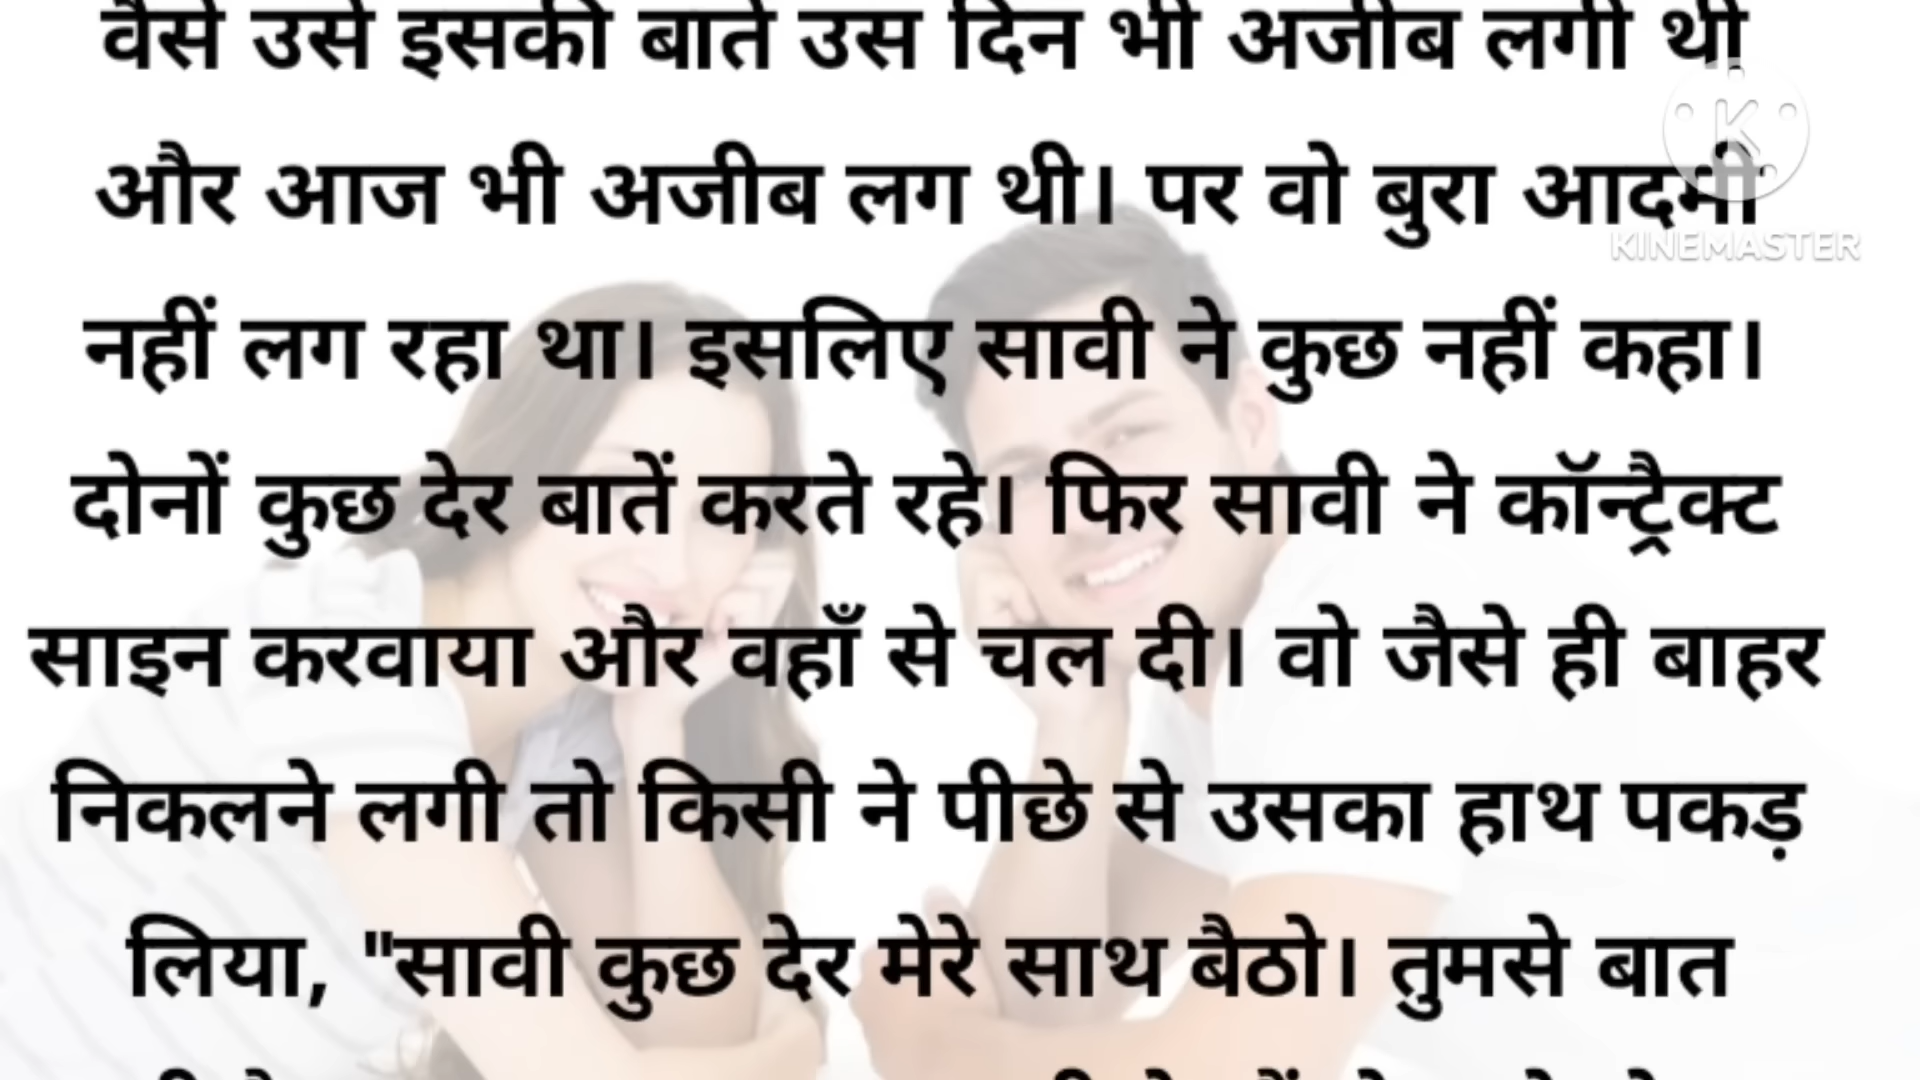 वैसे उसे इसकी बातें उस दिन भी अजीब लगी थी
और आज भी अजीब लग थी। पर वो बुरा आदमी
नहीं लग रहा था। इसलिए सावी ने कुछ नहीं कहा।
दोनों कुछ देर बातें करते रहे। फिर सावी ने कॉन्ट्रैक्ट
साइन करवाया और वहाँ से चल दी। वो जैसे ही बाहर
निकलने लगी तो किसी ने पीछे से उसका हाथ पकड़
लिया, "सावी कुछ देर मेरे साथ बैठो। तुमसे बात
KINEMASTER